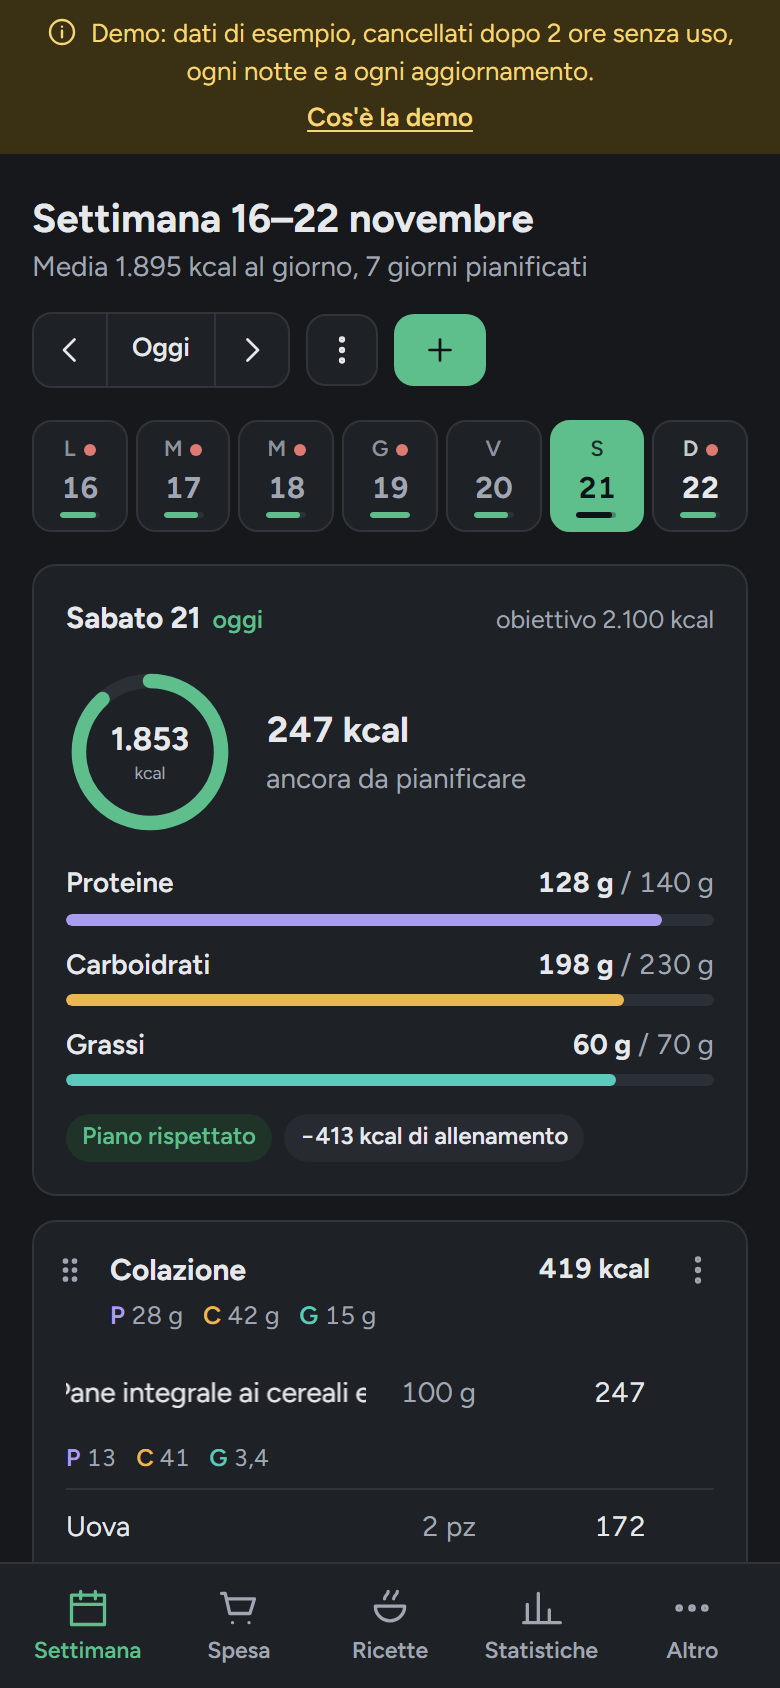 Demo: dati di esempio, cancellati dopo 2 ore senza uso,
ogni notte e a ogni aggiornamento.
Cos'è la demo
Settimana 16–22 novembre
Media 1.895 kcal al giorno, 7 giorni pianificati
Oggi
L M M G V S D
16 17 18 19 20 21 22
Sabato 21 oggi obiettivo 2.100 kcal
1.853
kcal
247 kcal
ancora da pianificare
Proteine 128 g / 140 g
Carboidrati 198 g / 230 g
Grassi 60 g / 70 g
Piano rispettato −413 kcal di allenamento
Colazione 419 kcal
P 28 g C 42 g G 15 g
Pane integrale ai cereali e 100 g 247
P 13 C 41 G 3,4
Uova 2 pz 172
Settimana Spesa Ricette Statistiche Altro